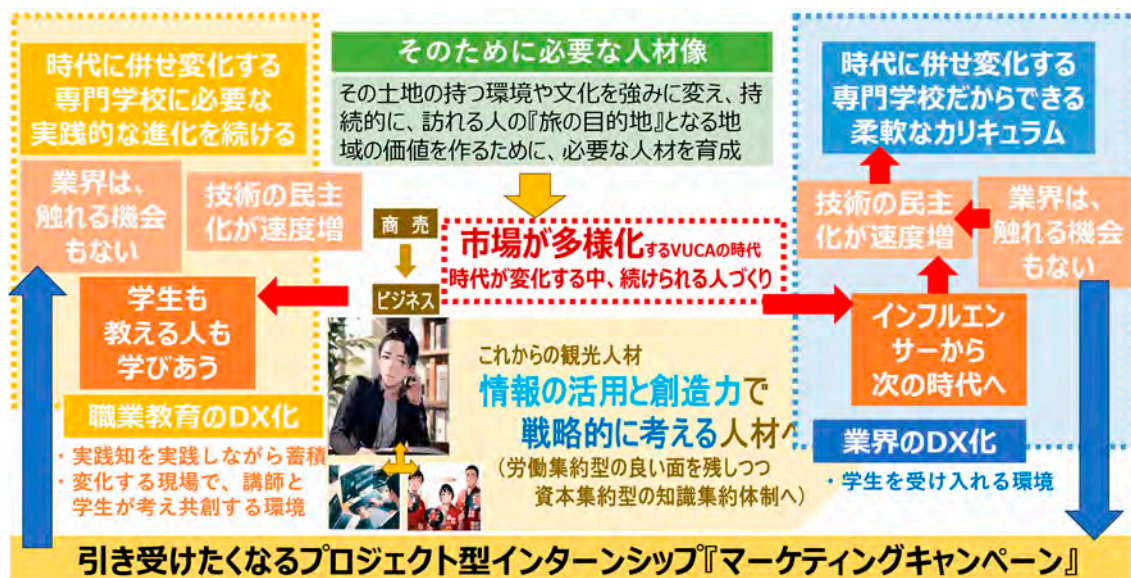 時代に併せ変化する
専門学校に必要な
実践的な進化を続ける
業界は、
触れる機会
もない
技術の民主
化が速度増
学生も
教える人も
学びあう
職業教育のDX化
・実践知を実践しながら蓄積
・変化する現場で、講師と
学生が考え共創する環境
そのために必要な人材像
その土地の持つ環境や文化を強みに変え、持
続的に、訪れる人の『旅の目的地』となる地
域の価値を作るために、必要な人材を育成
商売
ビジネス
市場が多様化するVUCAの時代
時代が変化する中、続けられる人づくり
これからの観光人材
情報の活用と創造力で
戦略的に考える人材へ
(労働集約型の良い面を残しつつ
資本集約型の知識集約体制へ)
時代に併せ変化する
専門学校だからできる
柔軟なカリキュラム
技術の民主
化が速度増
業界は、
触れる機会
もない
インフルエン
サーから
次の時代へ
業界のDX化
・学生を受け入れる環境
引き受けたくなるプロジェクト型インターンシップ『マーケティングキャンペーン』